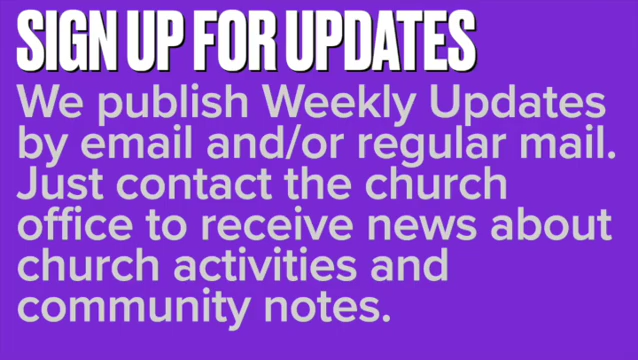 SIGN UP FOR UPDATES
We publish Weekly Updates
by email and/or regular mail.
Just contact the church
office to receive news about
church activities and
community notes.